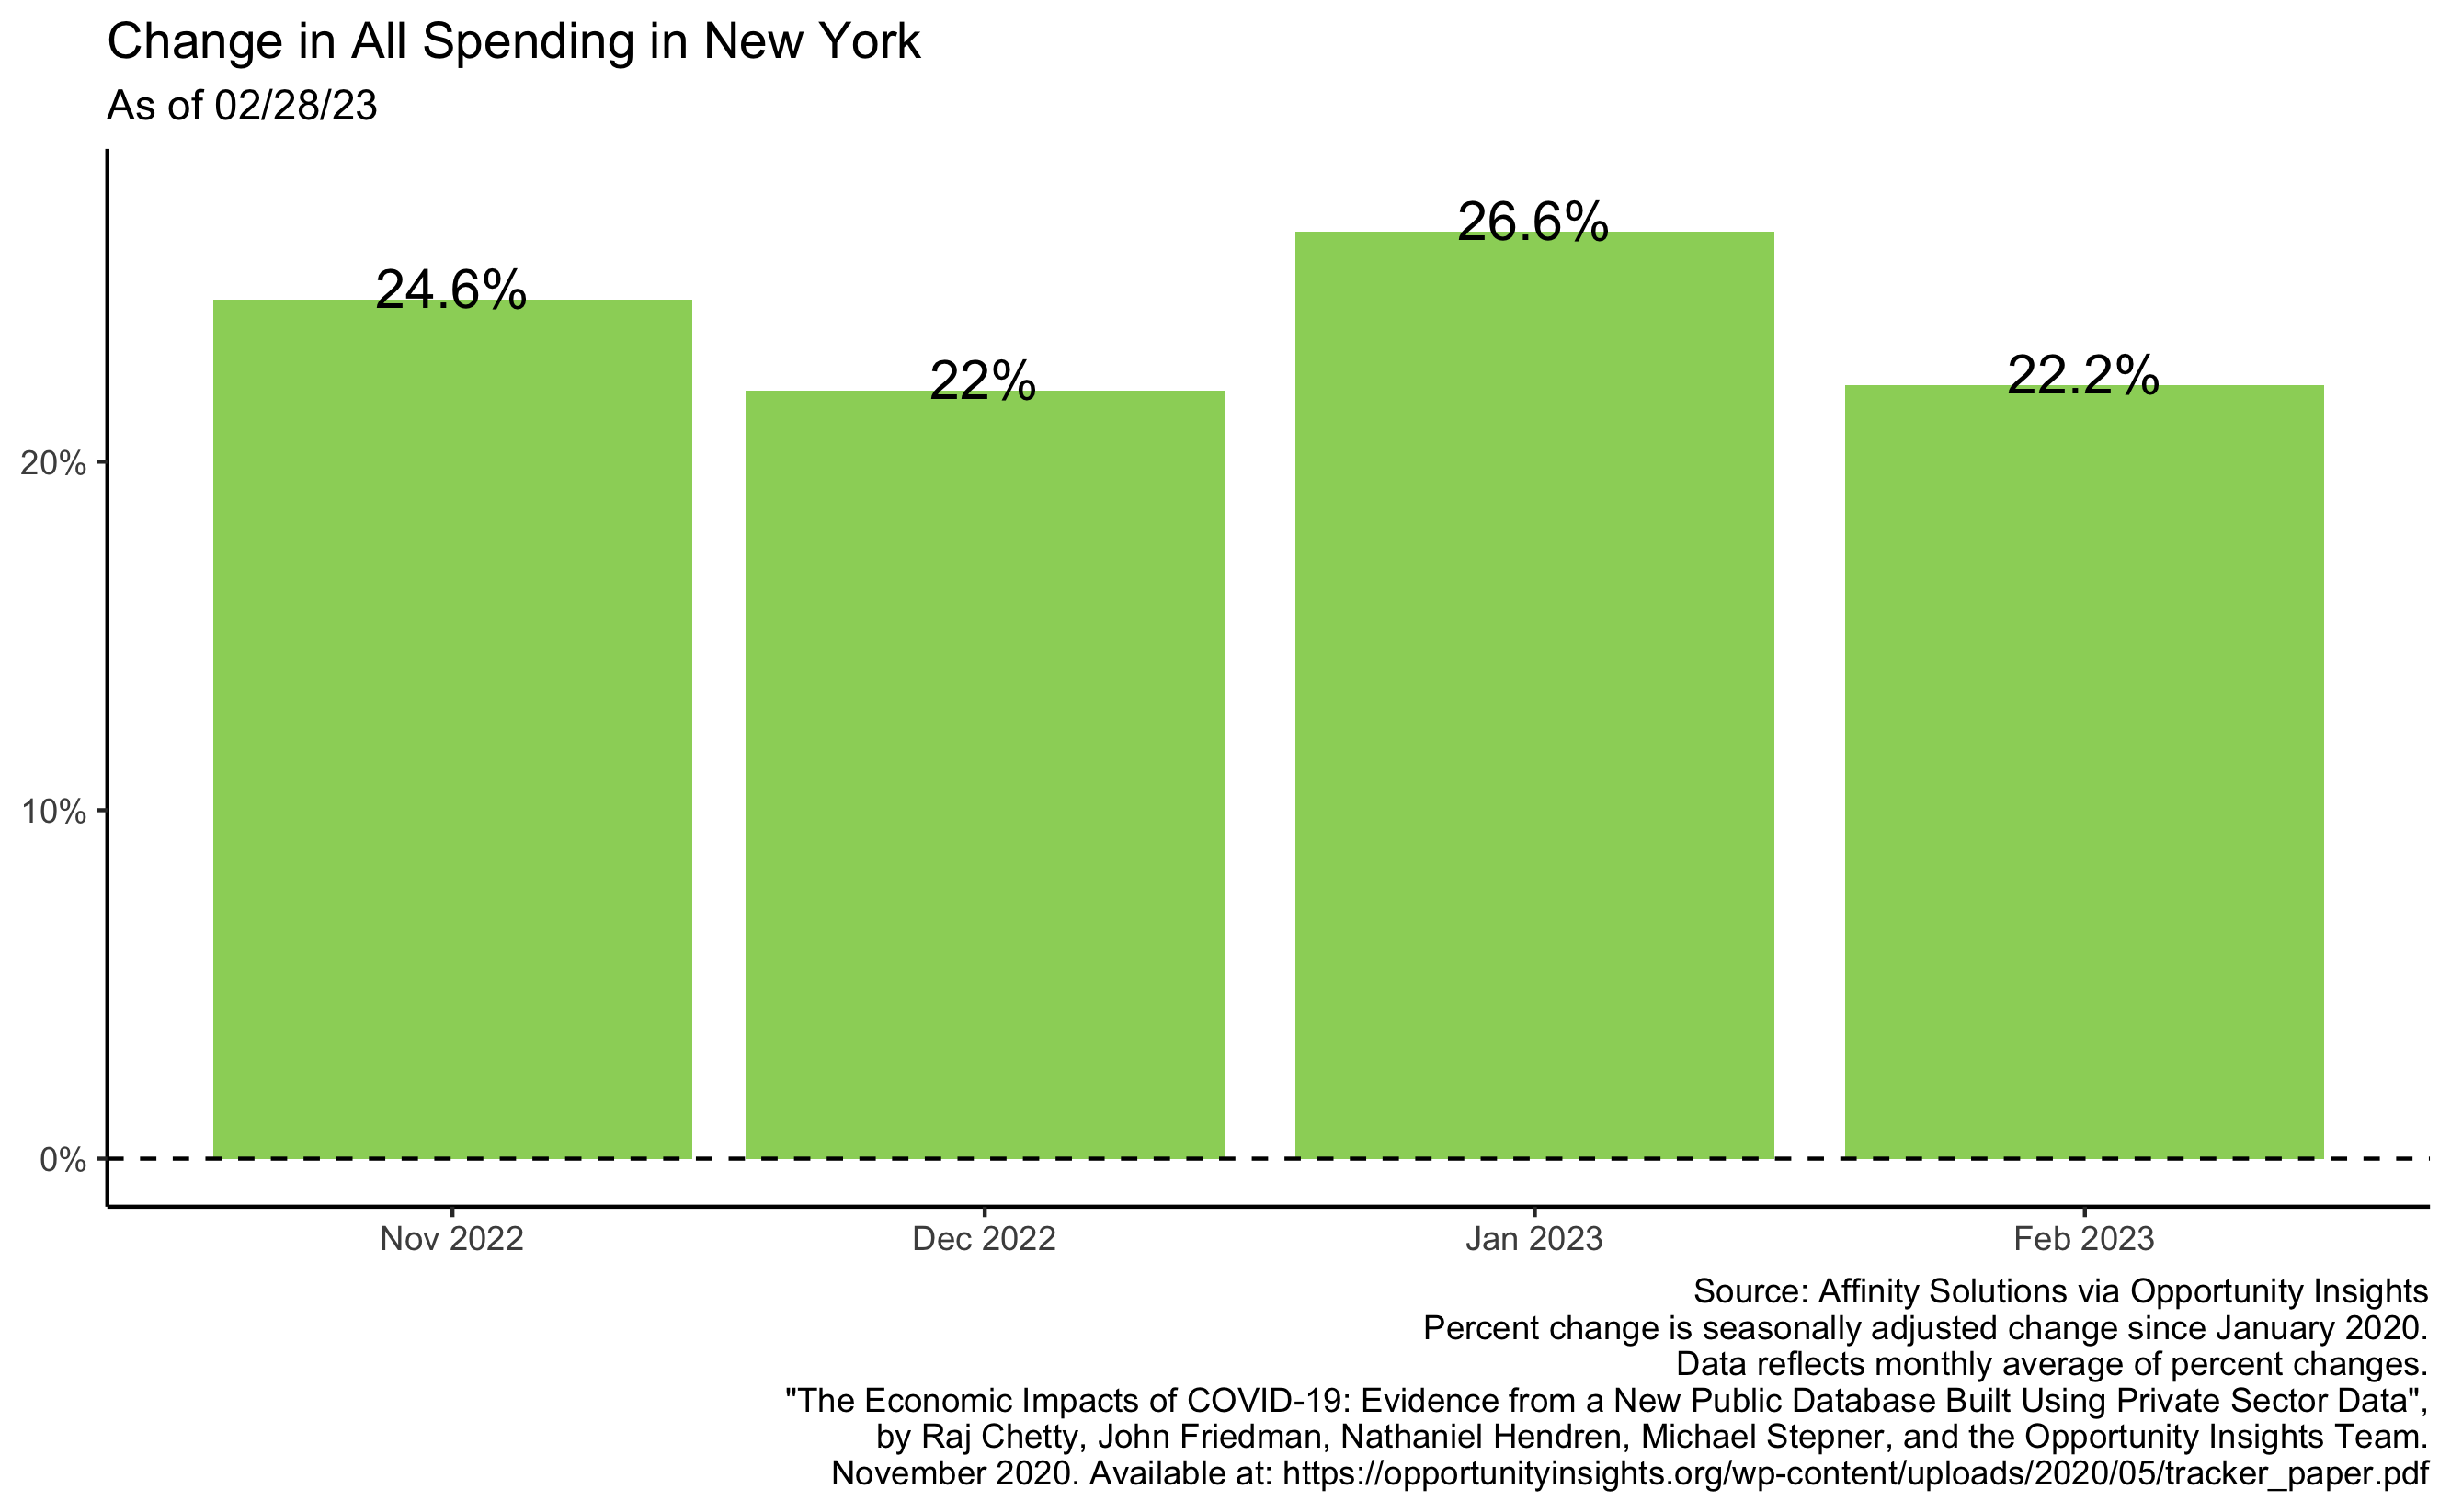 Change in All Spending in New York
As of 02/28/23
24.6%
22%
26.6%
22.2%
20%
10%
0%
Nov 2022
Dec 2022
Jan 2023
Feb 2023
Source: Affinity Solutions via Opportunity Insights
Percent change is seasonally adjusted change since January 2020.
Data reflects monthly average of percent changes.
"The Economic Impacts of COVID-19: Evidence from a New Public Database Built Using Private Sector Data",
by Raj Chetty, John Friedman, Nathaniel Hendren, Michael Stepner, and the Opportunity Insights Team.
November 2020. Available at: https://opportunityinsights.org/wp-content/uploads/2020/05/tracker_paper.pdf